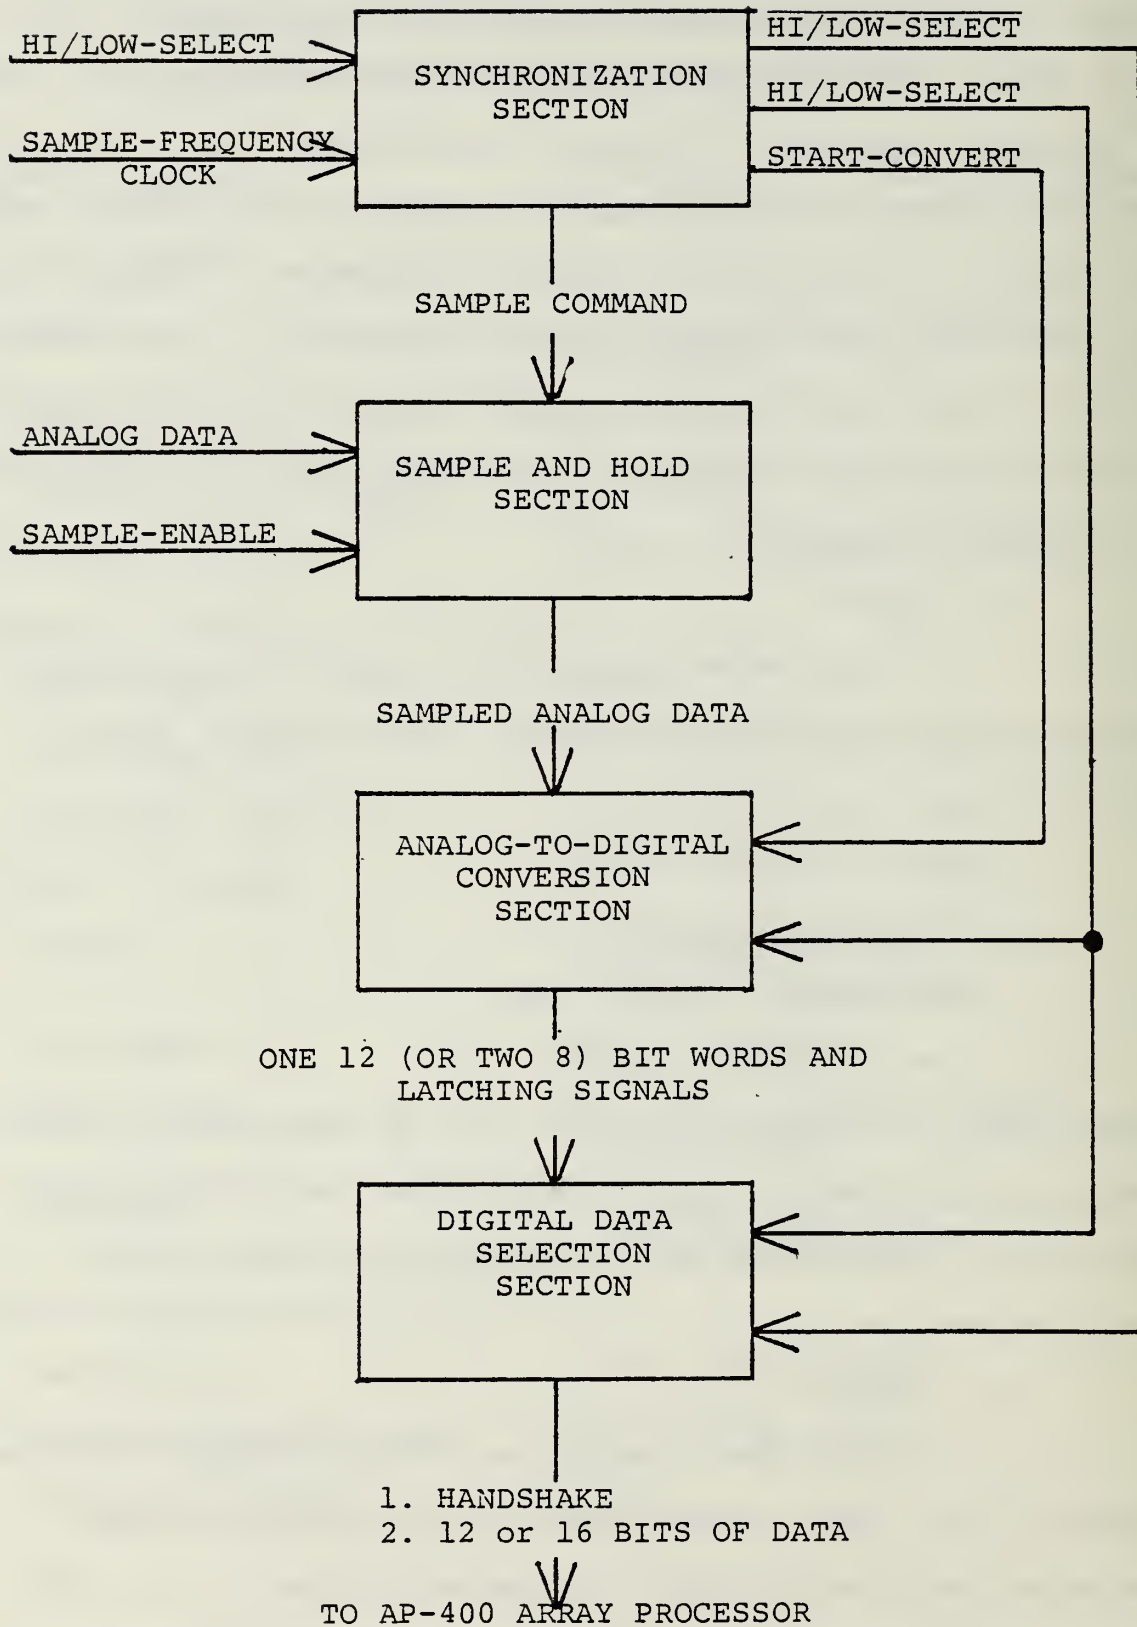 HI/LOW-SELECT
SAMPLE-FREQUENCY
CLOCK
SYNCHRONIZATION
SECTION
HI/LOW-SELECT
HI/LOW-SELECT
START-CONVERT
SAMPLE COMMAND
ANALOG DATA
SAMPLE-ENABLE
SAMPLE AND HOLD
SECTION
SAMPLED ANALOG DATA
ANALOG-TO-DIGITAL
CONVERSION
SECTION
ONE 12 (OR TWO 8) BIT WORDS AND
LATCHING SIGNALS
DIGITAL DATA
SELECTION
SECTION
1. HANDSHAKE
2. 12 or 16 BITS OF DATA
TO AP-400 ARRAY PROCESSOR